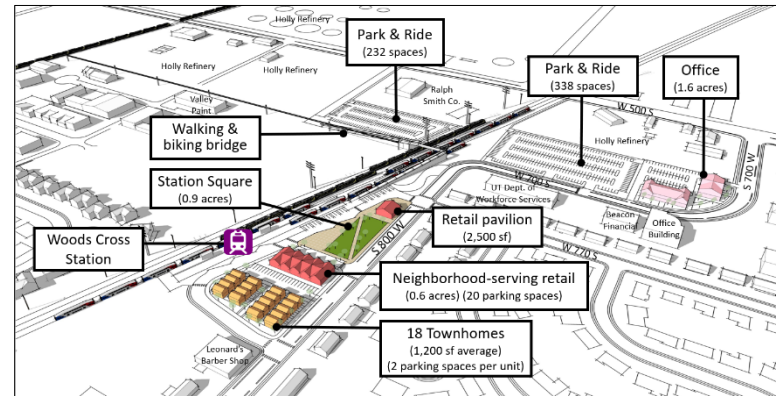 Holly Refinery
Park & Ride
(232 spaces)
Holly Refinery
Holly Refinery
Park & Ride
(338 spaces)
Office
(1.6 acres)
Valley
Paint
Ralph
Smith Co.
W 500 S
Walking &
biking bridge
Holly Refinery
S 700 W
Station Square
(0.9 acres)
W 700 S
UT Dept. of
Workforce Services
Retail pavilion
(2,500 sf)
Beacon
Financial
Office
Building
Woods Cross
Station
S 800 W
W 770 S
Neighborhood-serving retail
(0.6 acres) (20 parking spaces)
18 Townhomes
(1,200 sf average)
(2 parking spaces per unit)
Leonard's
Barber Shop